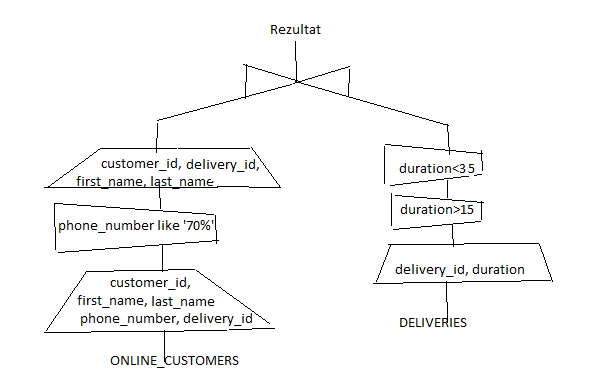 Rezultat
customer_id, delivery_id,
first_name, last_name
phone_number like '70%'
customer_id,
first_name, last_name
phone_number, delivery_id
ONLINE_CUSTOMERS
duration<35
duration>15
delivery_id, duration
DELIVERIES